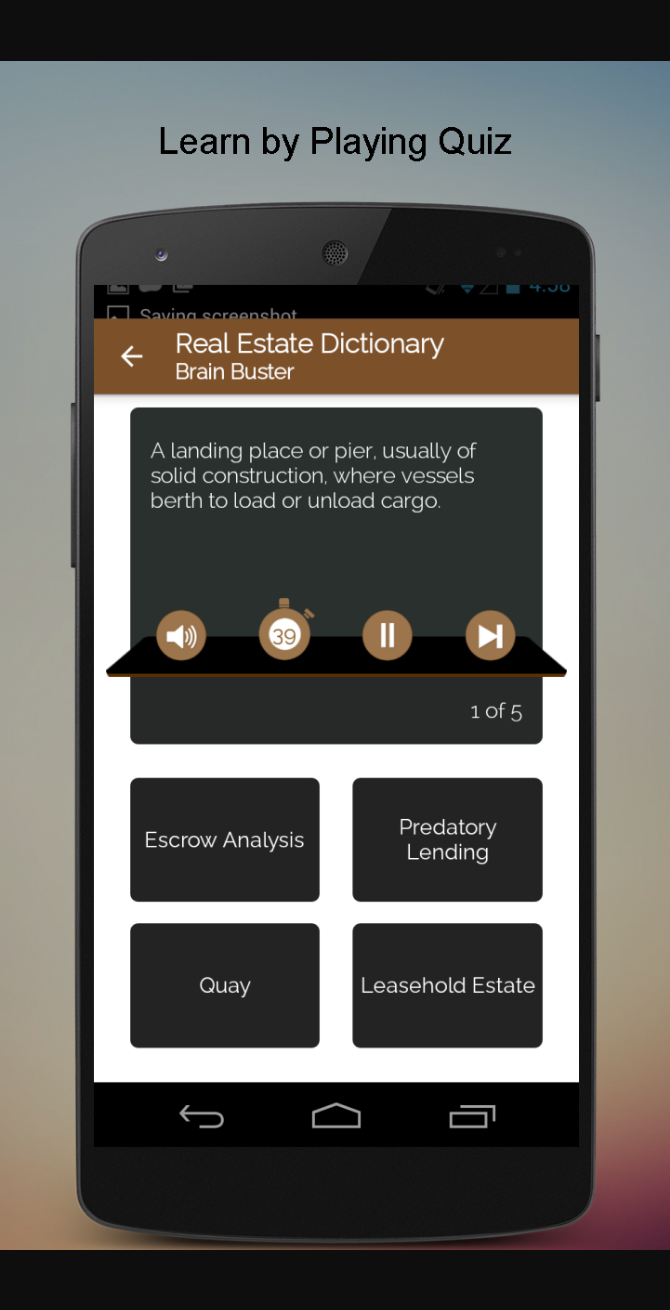 Learn by Playing Quiz
4:58
Saving screenshot
Real Estate Dictionary
Brain Buster
A landing place or pier, usually of
solid construction, where vessels
berth to load or unload cargo.
39
1 of 5
Escrow Analysis
Predatory
Lending
Quay
Leasehold Estate